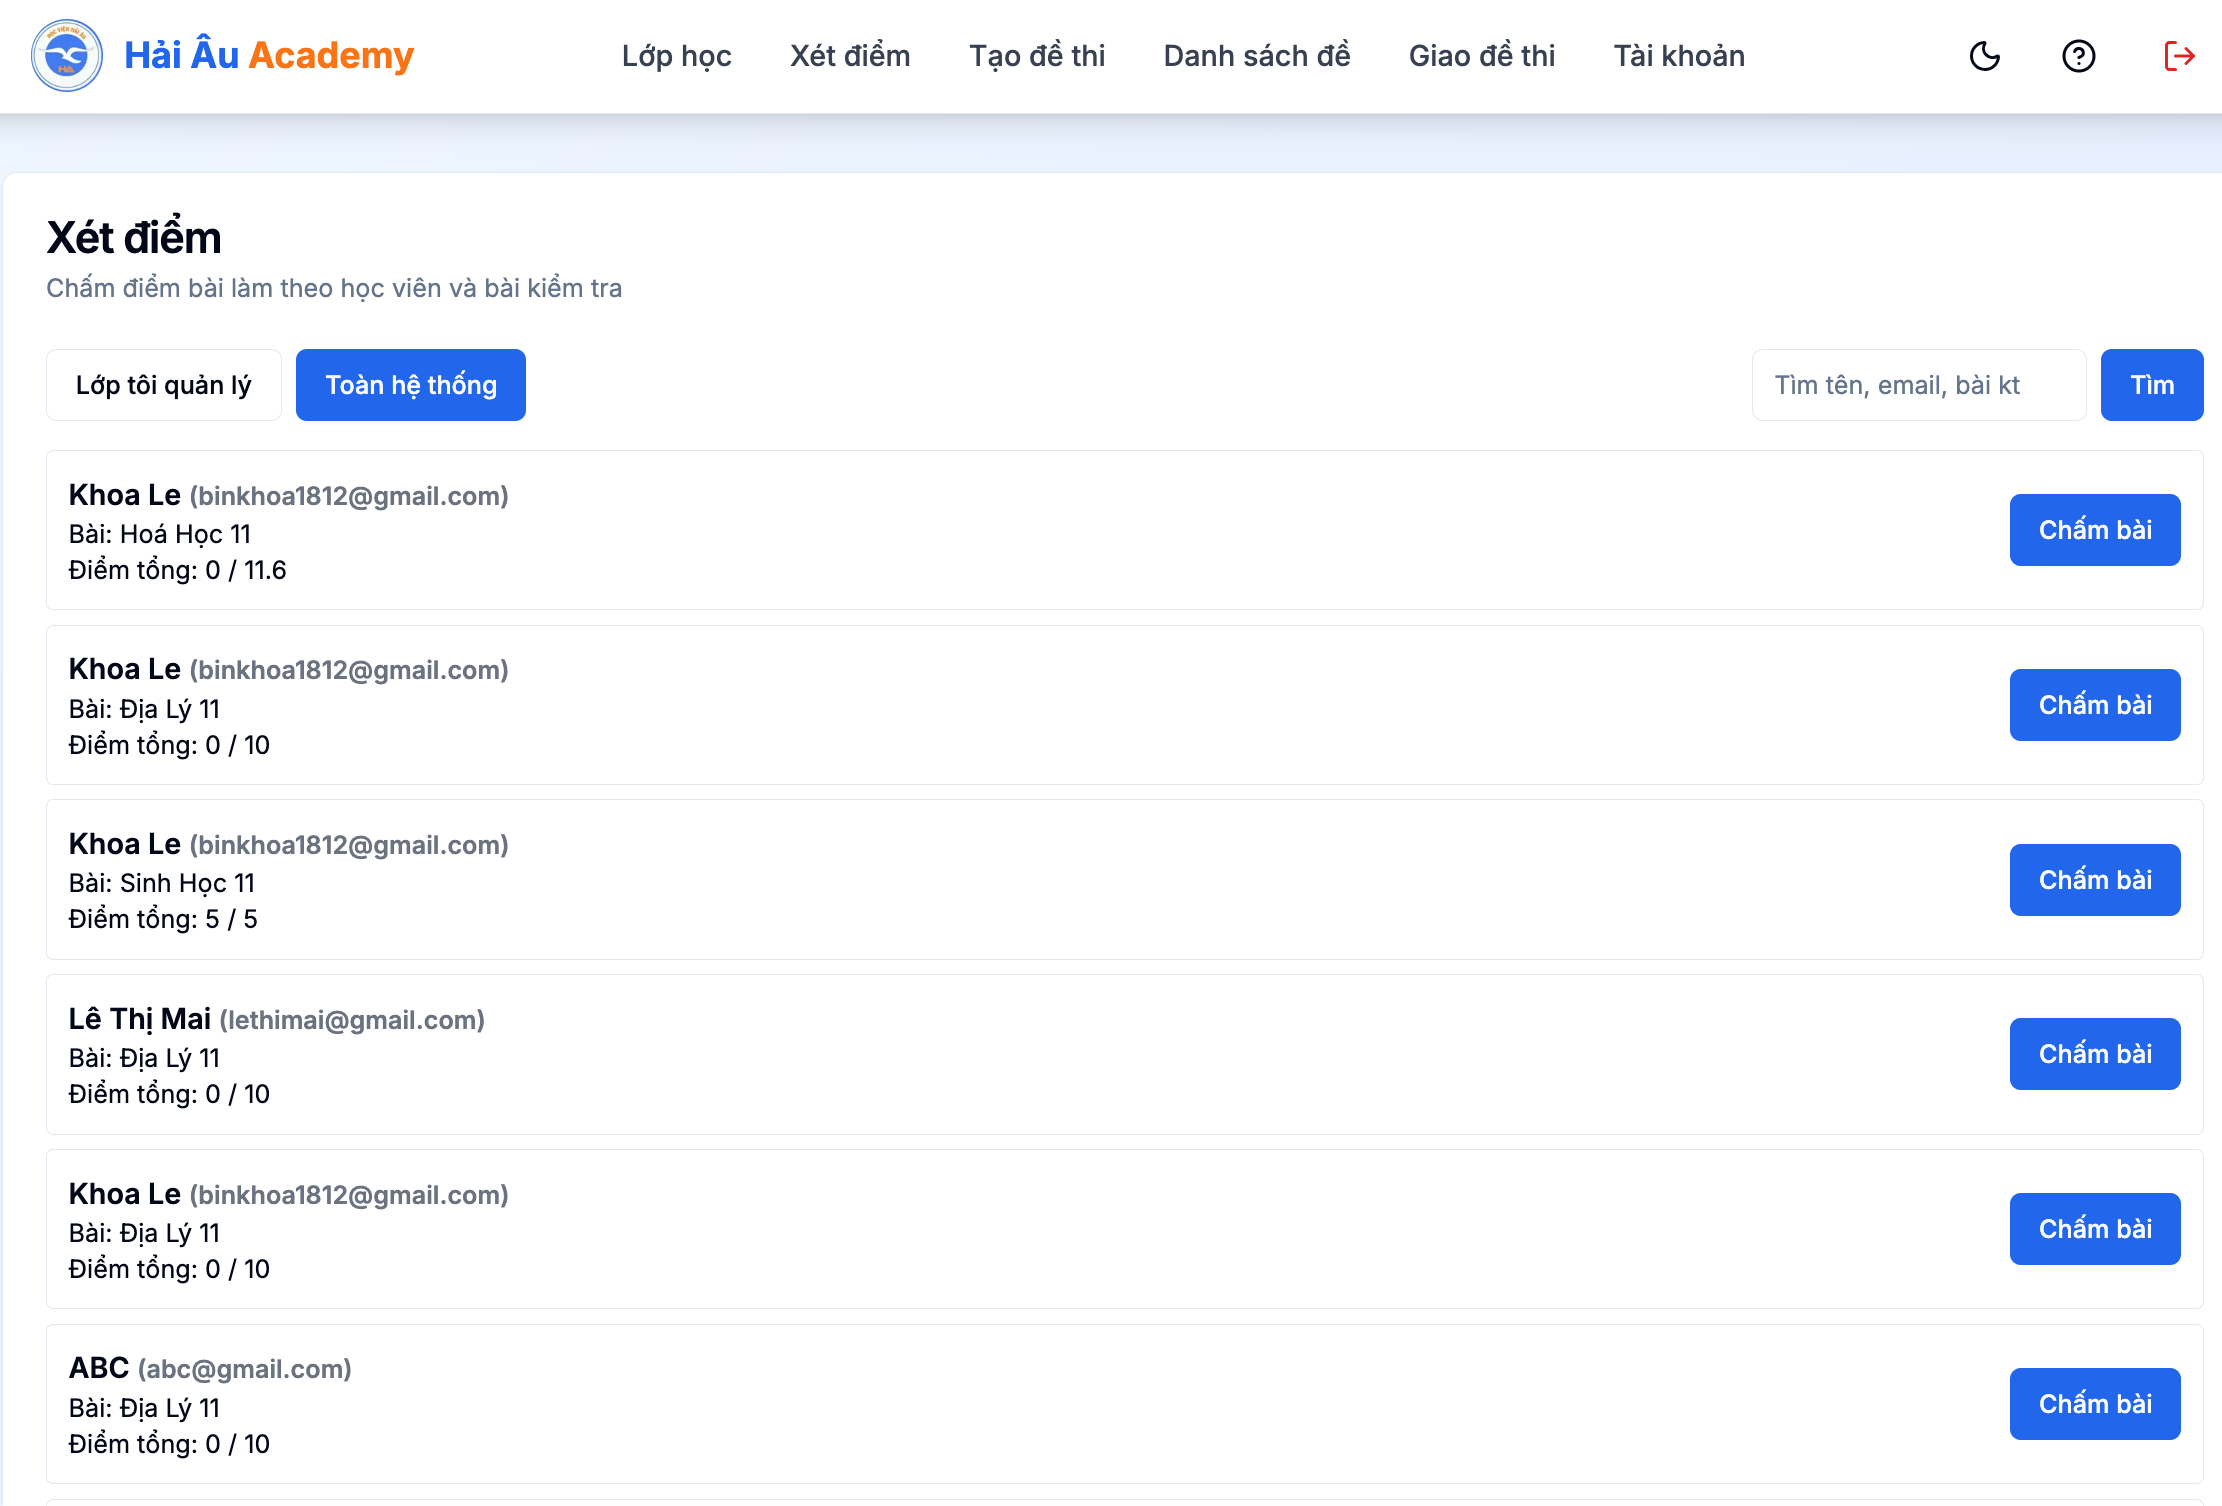 HỌC VIỆN HẢI ÂU
HA
Hải Âu Academy
Lớp học
Xét điểm
Tạo đề thi
Danh sách đề
Giao đề thi
Tài khoản
Xét điểm
Chấm điểm bài làm theo học viên và bài kiểm tra
Lớp tôi quản lý
Toàn hệ thống
Tìm tên, email, bài kt
Tìm
Khoa Le (binkhoa1812@gmail.com)
Bài: Hoá Học 11
Điểm tổng: 0 / 11.6
Chấm bài
Khoa Le (binkhoa1812@gmail.com)
Bài: Địa Lý 11
Điểm tổng: 0 / 10
Chấm bài
Khoa Le (binkhoa1812@gmail.com)
Bài: Sinh Học 11
Điểm tổng: 5 / 5
Chấm bài
Lê Thị Mai (lethimai@gmail.com)
Bài: Địa Lý 11
Điểm tổng: 0 / 10
Chấm bài
Khoa Le (binkhoa1812@gmail.com)
Bài: Địa Lý 11
Điểm tổng: 0 / 10
Chấm bài
ABC (abc@gmail.com)
Bài: Địa Lý 11
Điểm tổng: 0 / 10
Chấm bài